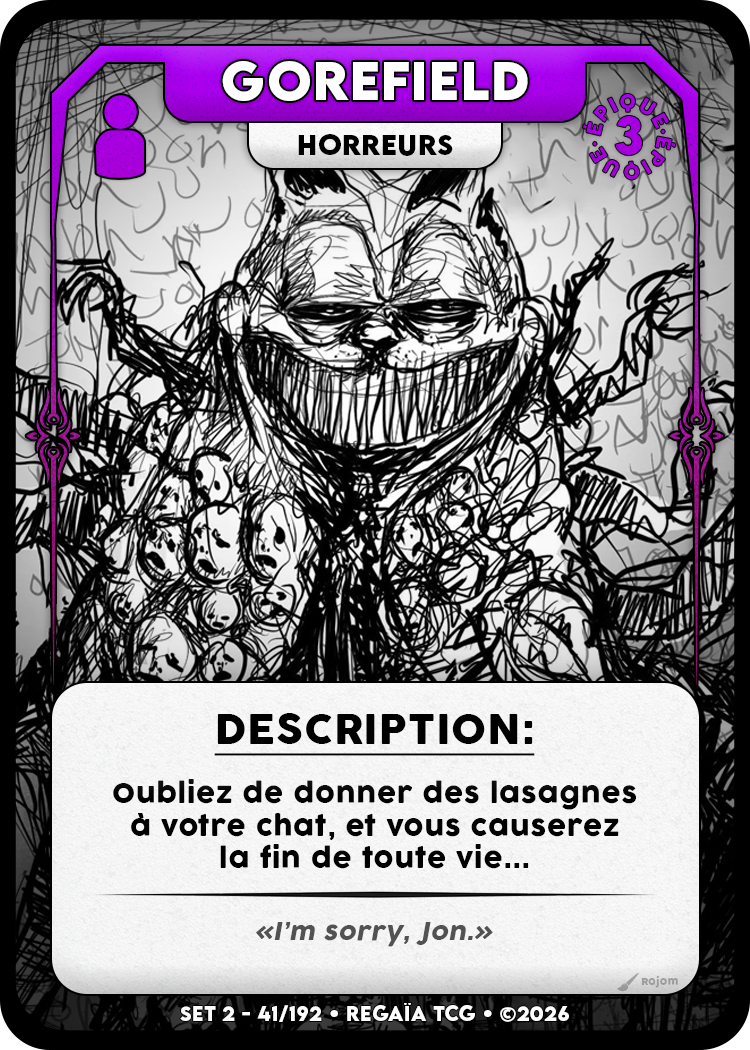 GOREFIELD
HORREURS
ÉPIQUE · ÉPIQUE ·
3
DESCRIPTION:
Oubliez de donner des lasagnes
à votre chat, et vous causerez
la fin de toute vie...
«I'm sorry, Jon.»
Rojom
SET 2 - 41/192 • REGAÏA TCG • ©2026